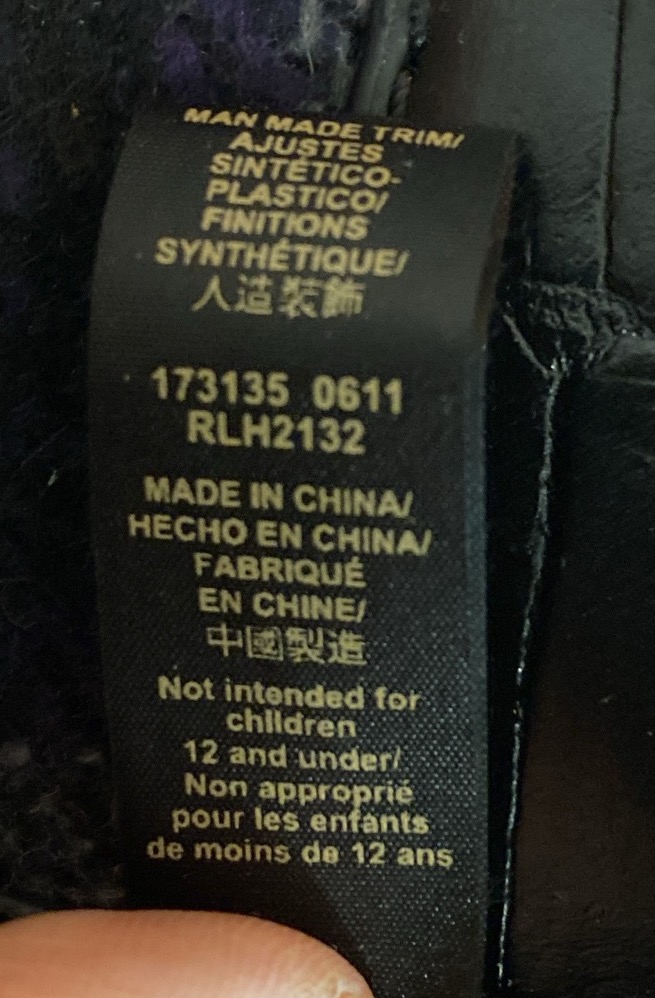 MAN MADE TRIM/
AJUSTES
SINTÉTICO-
PLASTICO/
FINITIONS
SYNTHÉTIQUE/
人造裝飾
173135 0611
RLH2132
MADE IN CHINA/
HECHO EN CHINA/
FABRIQUÉ
EN CHINE/
中國製造
Not intended for
children
12 and under/
Non approprié
pour les enfants
de moins de 12 ans